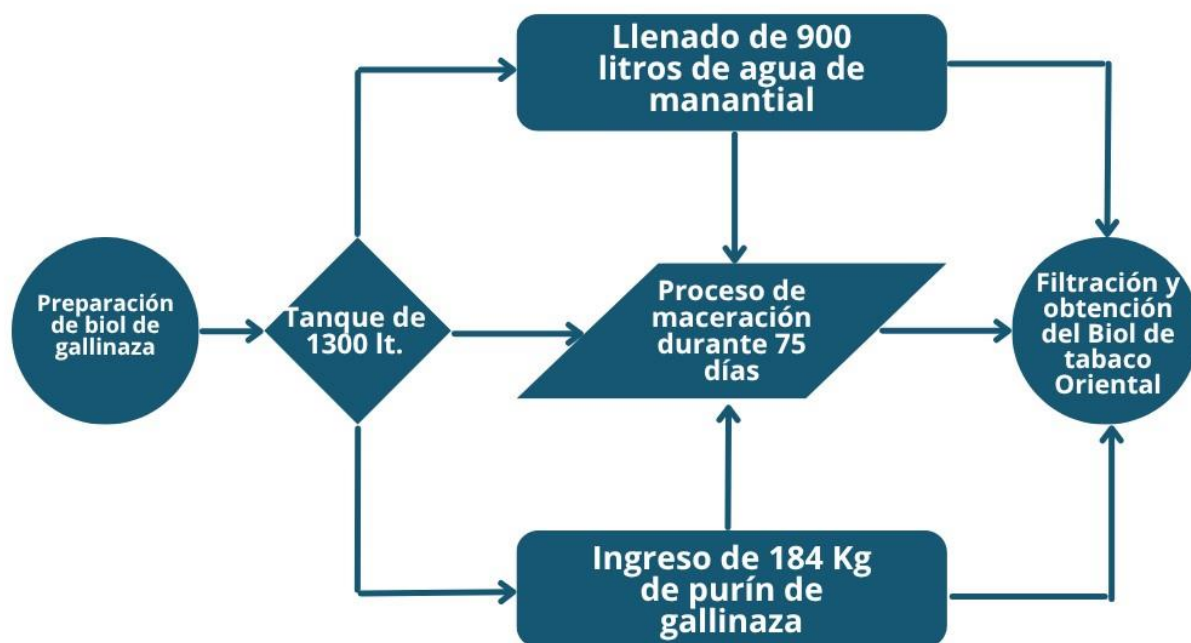 Preparación
de biol de
gallinaza
Tanque de
1300 lt.
Llenado de 900
litros de agua de
manantial
Proceso de
maceración
durante 75
días
Ingreso de 184 Kg
de purín de
gallinaza
Filtración y
obtención
del Biol de
tabaco
Oriental